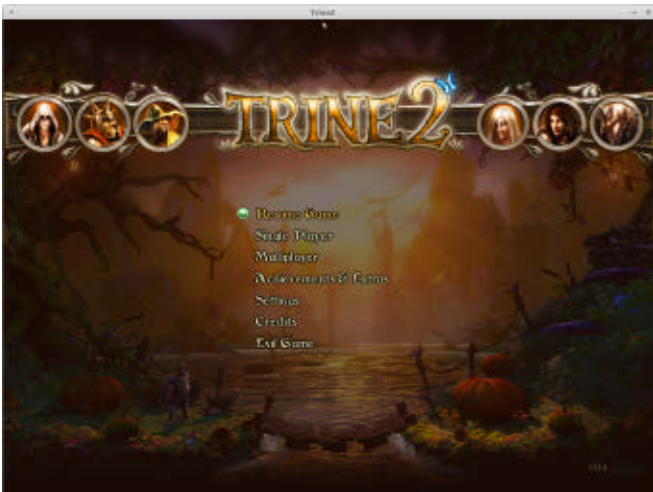 Trine2
TRINE 2
Resume Game
Single Player
Multiplayer
Achievements & Extras
Settings
Credits
Exit Game